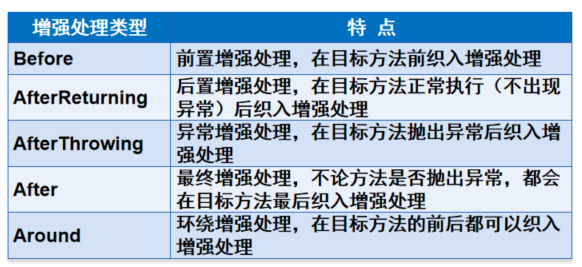 增强处理类型 特 点
Before 前置增强处理，在目标方法前织入增强处理
AfterReturning 后置增强处理，在目标方法正常执行（不出现
异常）后织入增强处理
AfterThrowing 异常增强处理，在目标方法抛出异常后织入增
强处理
After 最终增强处理，不论方法是否抛出异常，都会
在目标方法最后织入增强处理
Around 环绕增强处理，在目标方法的前后都可以织入
增强处理